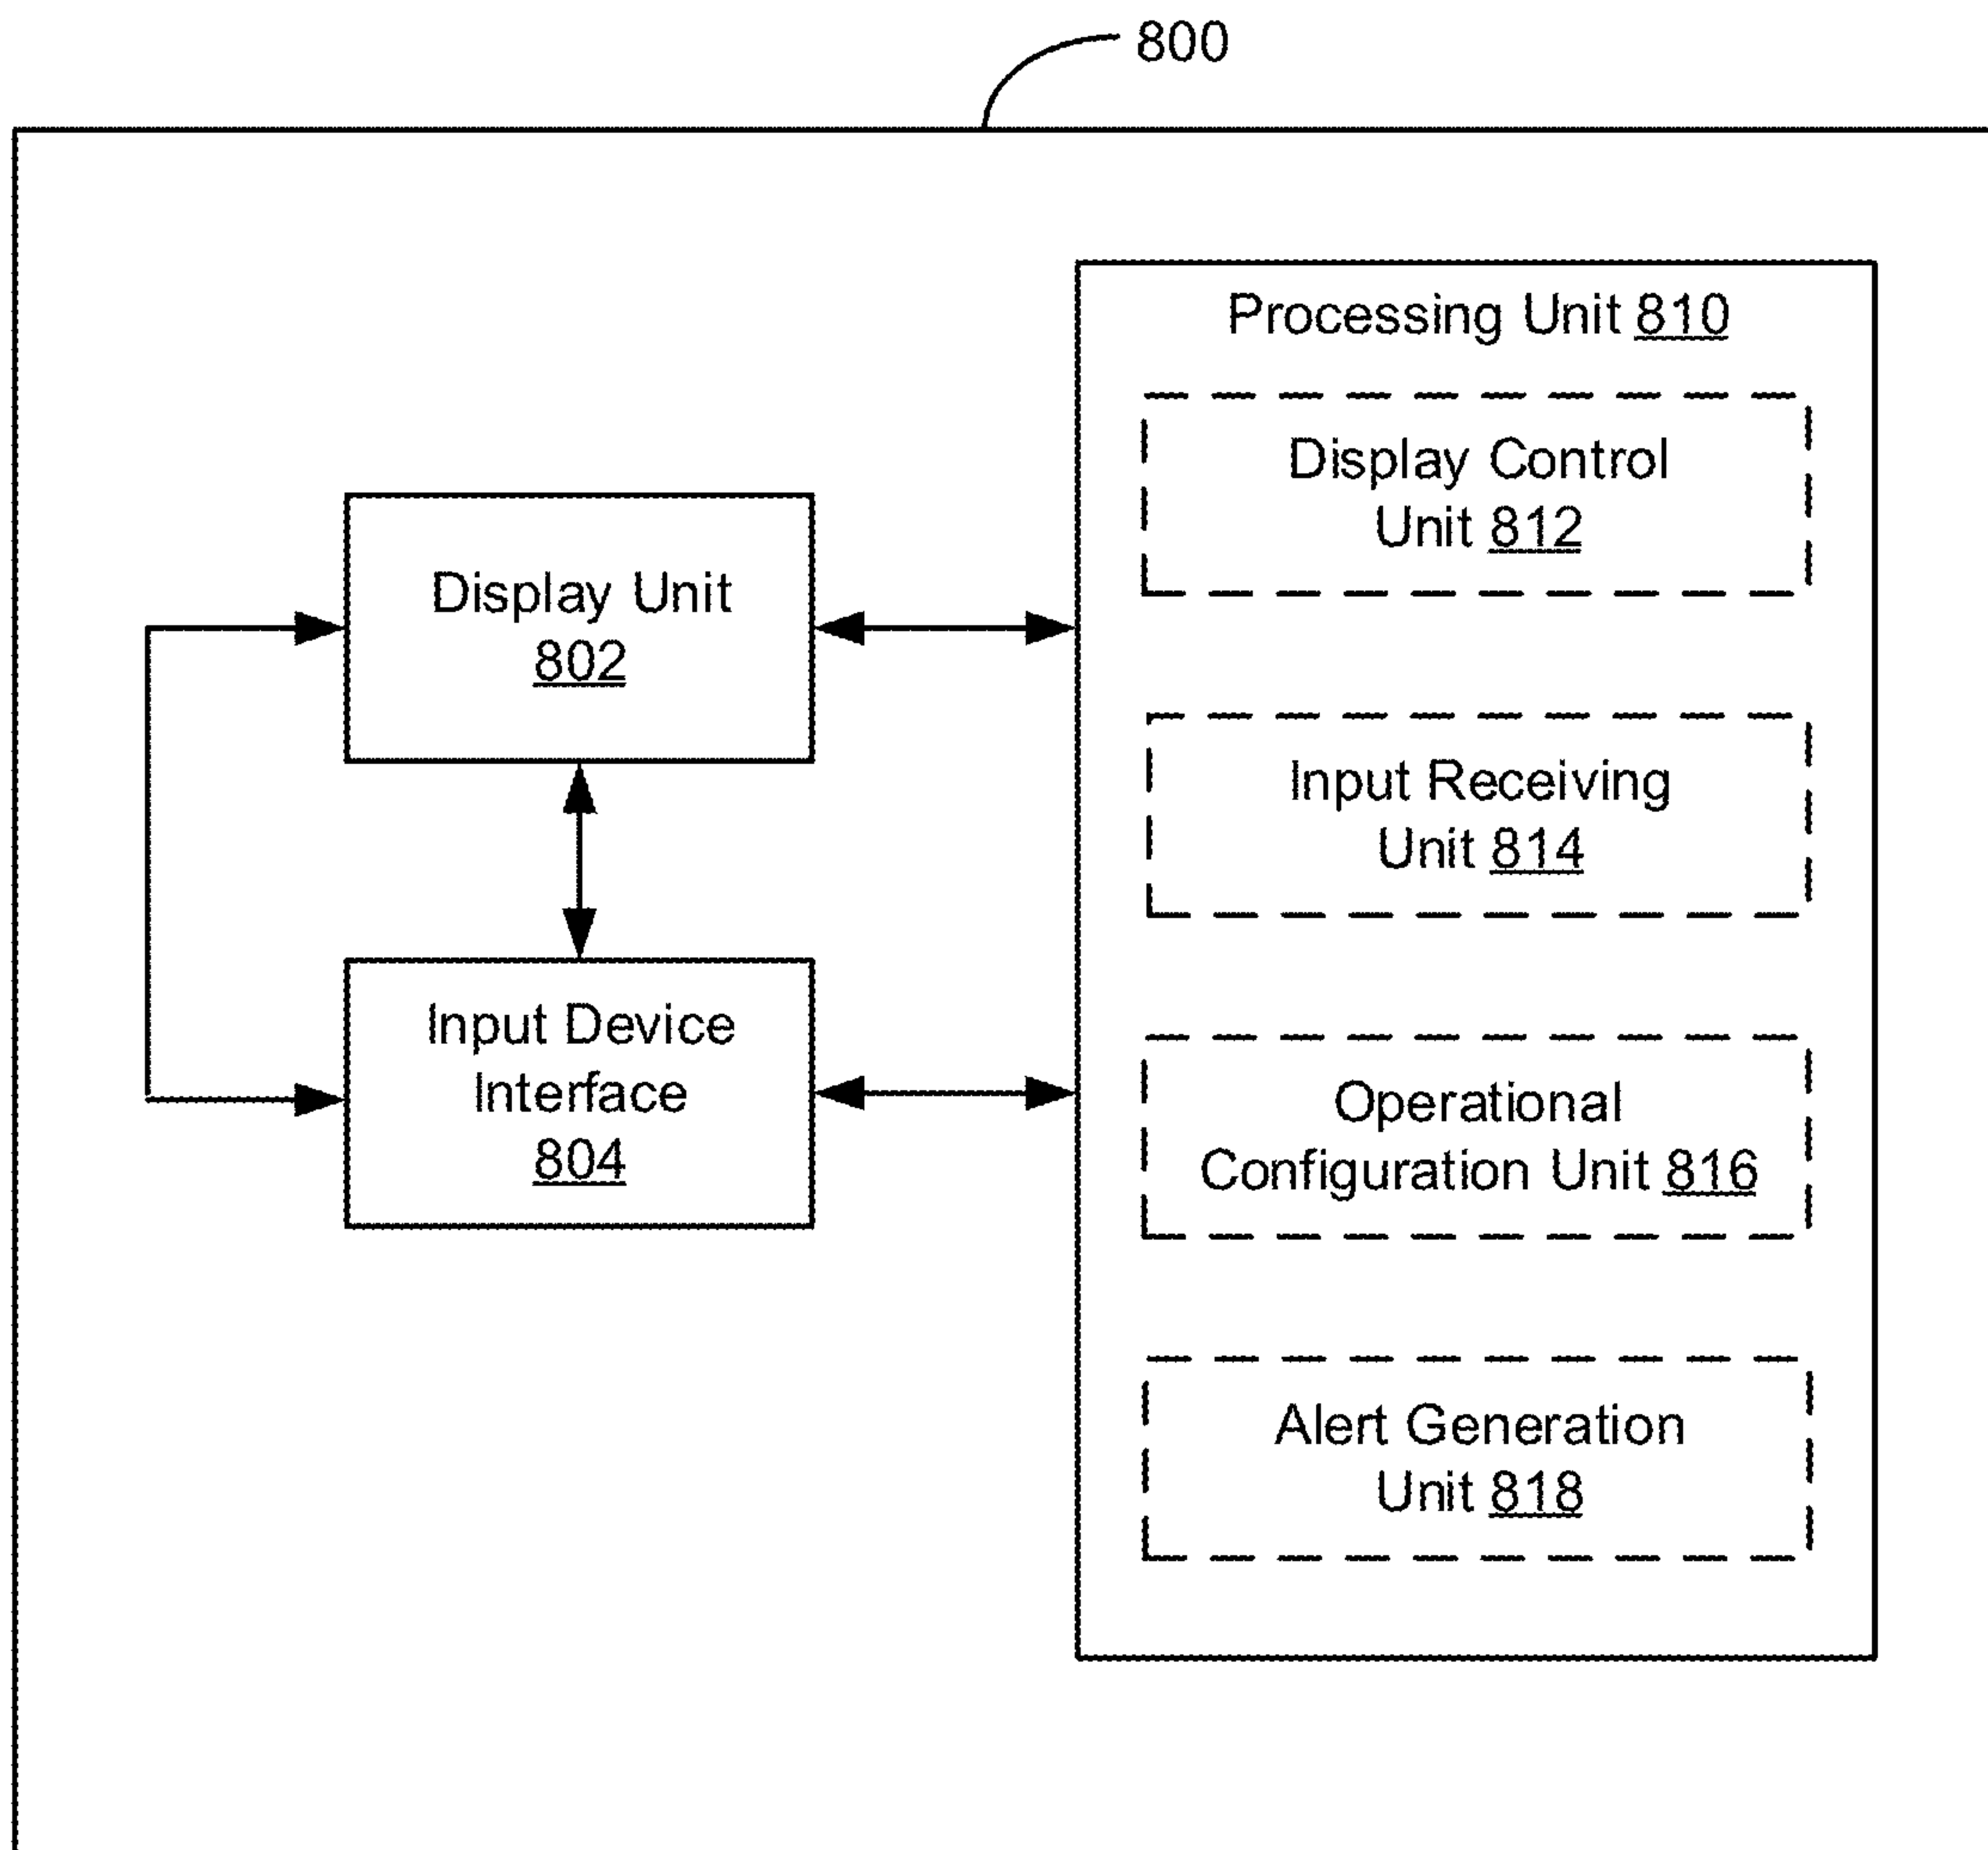 800
Processing Unit 810
Display Control
Unit 812
Display Unit
802
Input Receiving
Unit 814
Input Device
Interface
804
Operational
Configuration Unit 816
Alert Generation
Unit 818